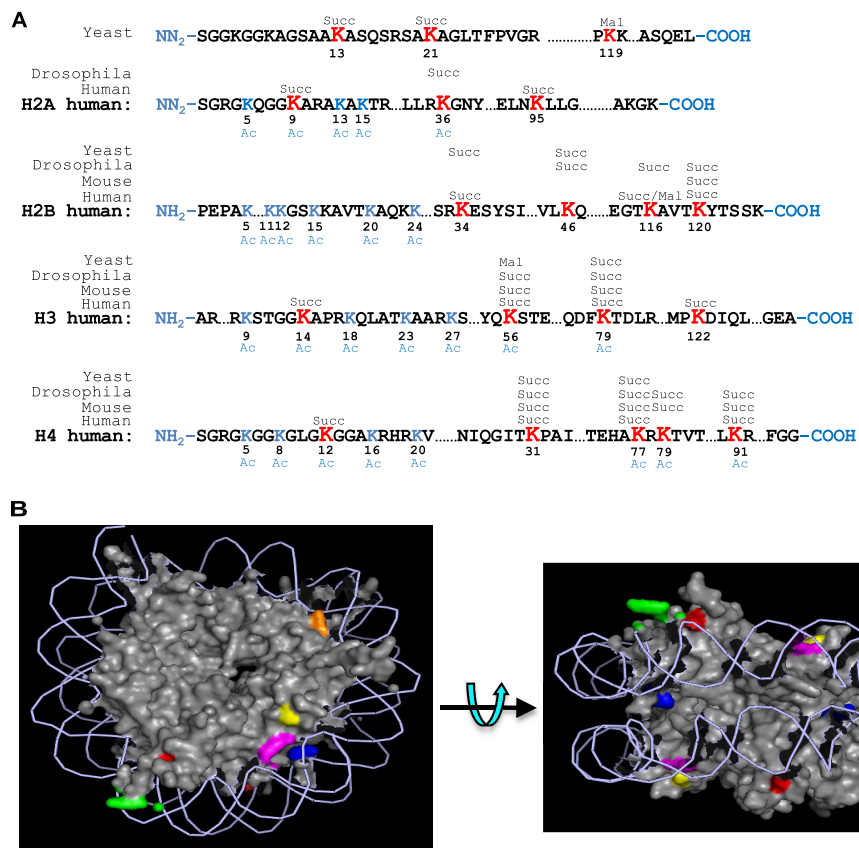 A
Succ Succ Mal
Yeast NN2–SGGKGGKAGSAAKASQSRSAKAGLTFPVGR ………… PKK…ASQEL–COOH
13 21 119
Drosophila Succ
Human Succ Succ
H2A human: NN2–SGRGKQGGKARAKAKTR…LLRKGNY…ELNKLLG……AKGK–COOH
5 9 13 15 36 95
Ac Ac Ac Ac Ac
Yeast Succ Succ Succ
Drosophila Succ Succ Succ
Mouse Succ
Human Succ Succ/Mal Succ
H2B human: NH2–PEPAK…KKGSKKAVTKAQKK…SRKESYSI…VLKQ……EGTKAVTKYTSSK–COOH
5 11 12 15 20 24 34 46 116 120
Ac Ac Ac Ac Ac Ac
Yeast Mal Succ
Drosophila Succ Succ
Mouse Succ Succ
Human Succ Succ Succ Succ
H3 human: NH2–AR…RKSTGGKAPRKQLATKAARKS…YQKSTE…QDFKTDLR…MPKDIQL…GEA–COOH
9 14 18 23 27 56 79 122
Ac Ac Ac Ac Ac Ac Ac
Yeast Succ Succ
Drosophila Succ Succ Succ Succ
Mouse Succ Succ Succ Succ
Human Succ Succ Succ Succ
H4 human: NH2–SGRGKGGKGLGKGGAKRHRKV……NIQGITKPAI…TEHAKRKTVT……LKR…FGG–COOH
5 8 12 16 20 31 77 79 91
Ac Ac Ac Ac Ac Ac Ac Ac
B